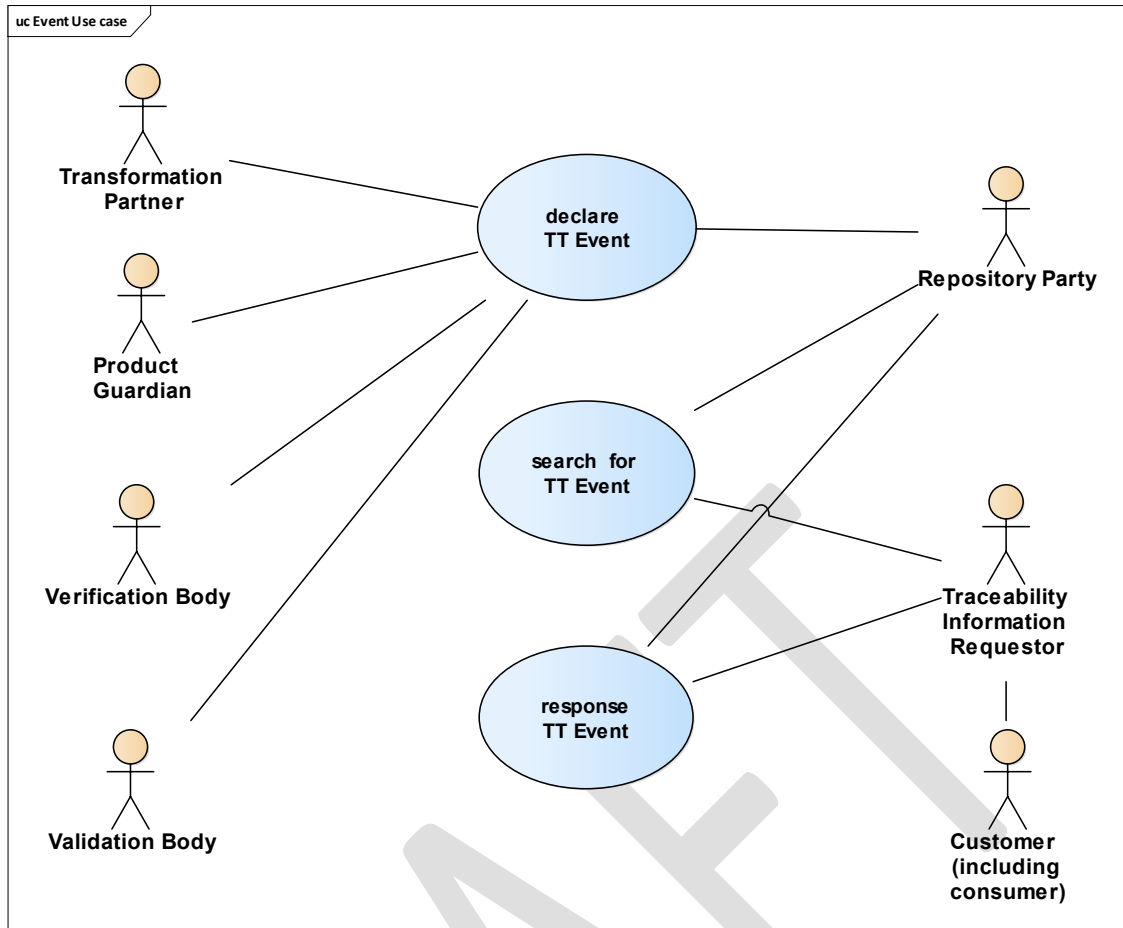 uc Event Use case
Transformation
Partner
Product
Guardian
Verification Body
Validation Body
declare
TT Event
search for
TT Event
response
TT Event
Repository Party
Traceability
Information
Requestor
Customer
(including
consumer)